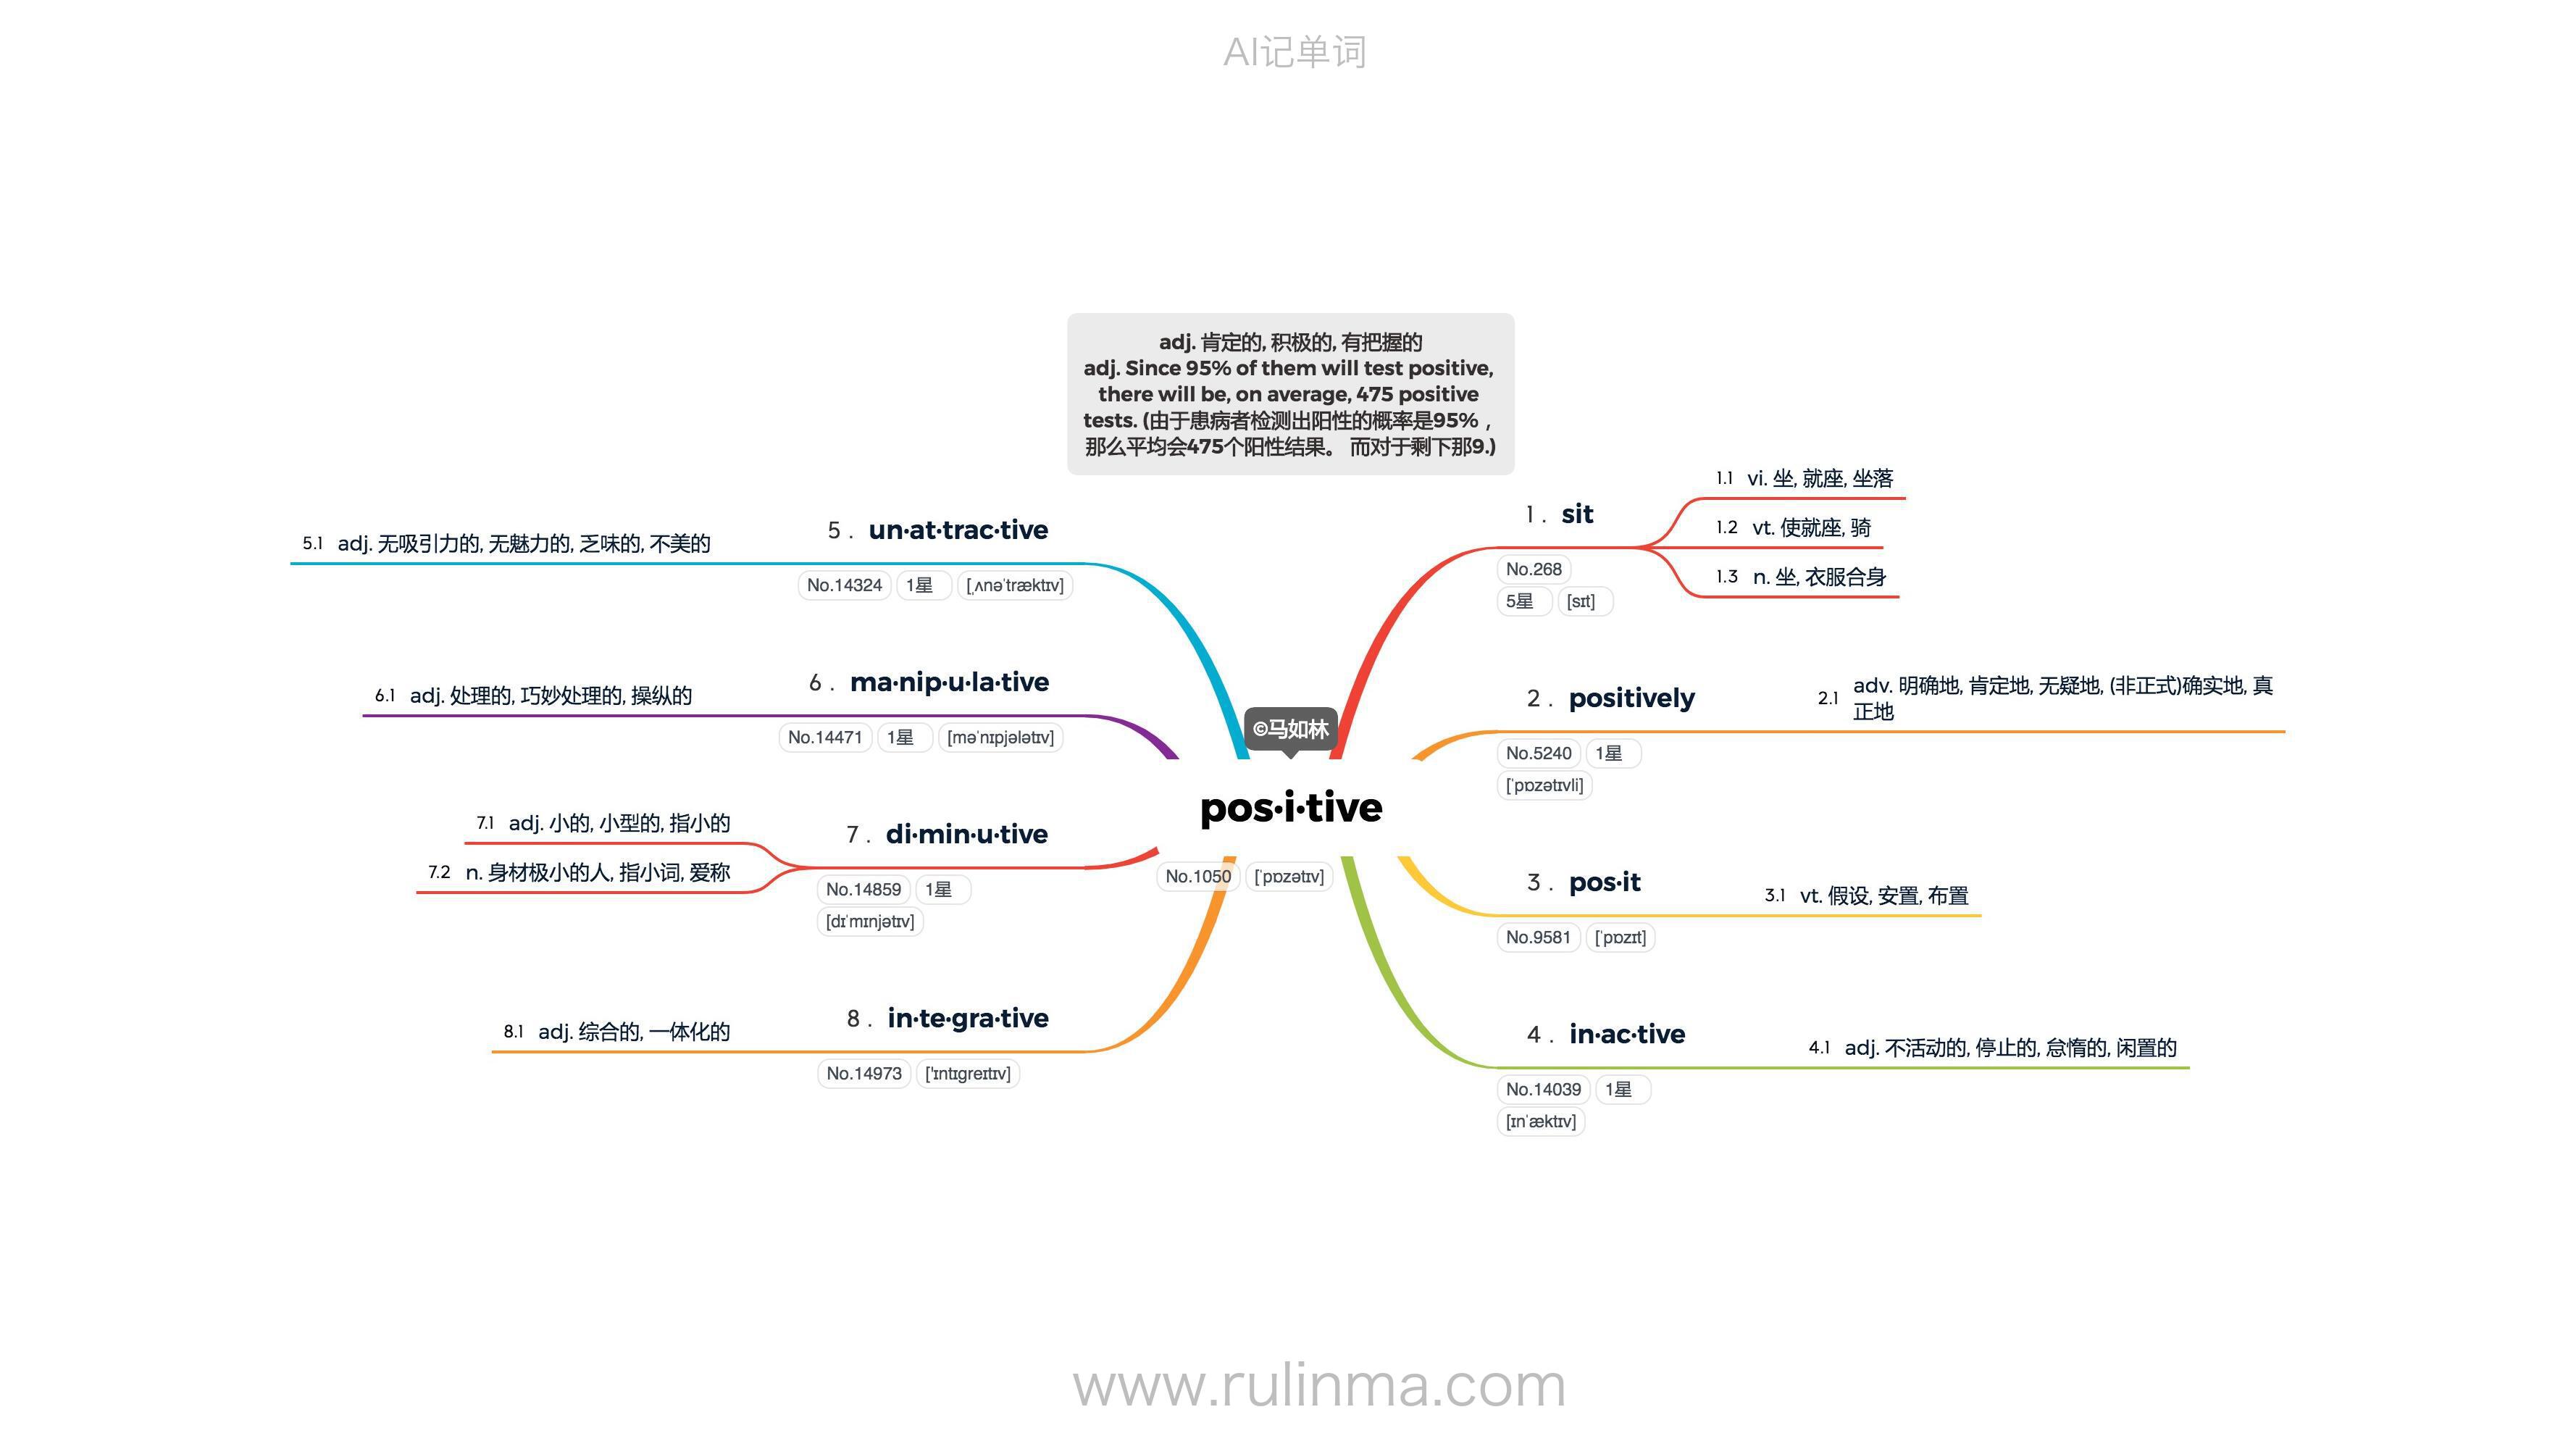 AI记单词
adj. 肯定的, 积极的, 有把握的
adj. Since 95% of them will test positive,
there will be, on average, 475 positive
tests. (由于患病者检测出阳性的概率是95%，
那么平均会475个阳性结果。 而对于剩下那9.)
©马如林
pos·i·tive
No.1050 [ˈpɒzətɪv]
1. sit
No.268
5星 [sɪt]
1.1 vi. 坐, 就座, 坐落
1.2 vt. 使就座, 骑
1.3 n. 坐, 衣服合身
2. positively
No.5240 1星
[ˈpɒzətɪvli]
2.1 adv. 明确地, 肯定地, 无疑地, (非正式)确实地, 真
正地
3. pos·it
No.9581 [ˈpɒzɪt]
3.1 vt. 假设, 安置, 布置
4. in·ac·tive
No.14039 1星
[ɪnˈæktɪv]
4.1 adj. 不活动的, 停止的, 怠惰的, 闲置的
5. un·at·trac·tive
No.14324 1星 [ˌʌnəˈtræktɪv]
5.1 adj. 无吸引力的, 无魅力的, 乏味的, 不美的
6. ma·nip·u·la·tive
No.14471 1星 [məˈnɪpjələtɪv]
6.1 adj. 处理的, 巧妙处理的, 操纵的
7. di·min·u·tive
No.14859 1星
[dɪˈmɪnjətɪv]
7.1 adj. 小的, 小型的, 指小的
7.2 n. 身材极小的人, 指小词, 爱称
8. in·te·gra·tive
No.14973 ['ɪntɪgreɪtɪv]
8.1 adj. 综合的, 一体化的
www.rulinma.com